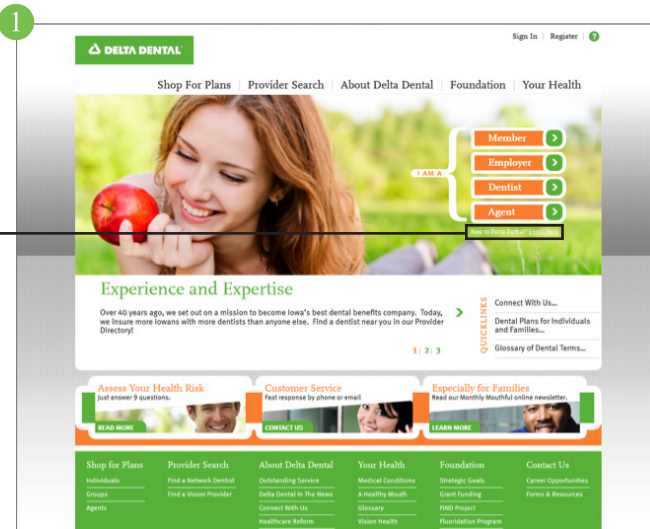 1
DELTA DENTAL
Sign In | Register | ?
Shop For Plans | Provider Search | About Delta Dental | Foundation | Your Health
I AM A
Member
Employer
Dentist
Agent
New to Delta Dental? Enroll Here
Experience and Expertise
Over 40 years ago, we set out on a mission to become Iowa's best dental benefits company. Today,
we insure more Iowans with more dentists than anyone else. Find a dentist near you in our Provider
Directory!
1| 2| 3
QUICKLINKS
Connect With Us...
Dental Plans for Individuals
and Families...
Glossary of Dental Terms...
Assess Your Health Risk
Just answer 9 questions.
READ MORE
Customer Service
Fast response by phone or email
CONTACT US
Especially for Families
Read our Monthly Mouthful online newsletter.
LEARN MORE
Shop for Plans
Individuals
Groups
Agents
Provider Search
Find a Network Dentist
Find a Vision Provider
About Delta Dental
Outstanding Service
Delta Dental In The News
Connect With Us
Healthcare Reform
Your Health
Medical Conditions
A Healthy Mouth
Glossary
Vision Health
Foundation
Strategic Goals
Grant Funding
FIND Project
Fluoridation Program
Contact Us
Career Opportunities
Forms & Resources